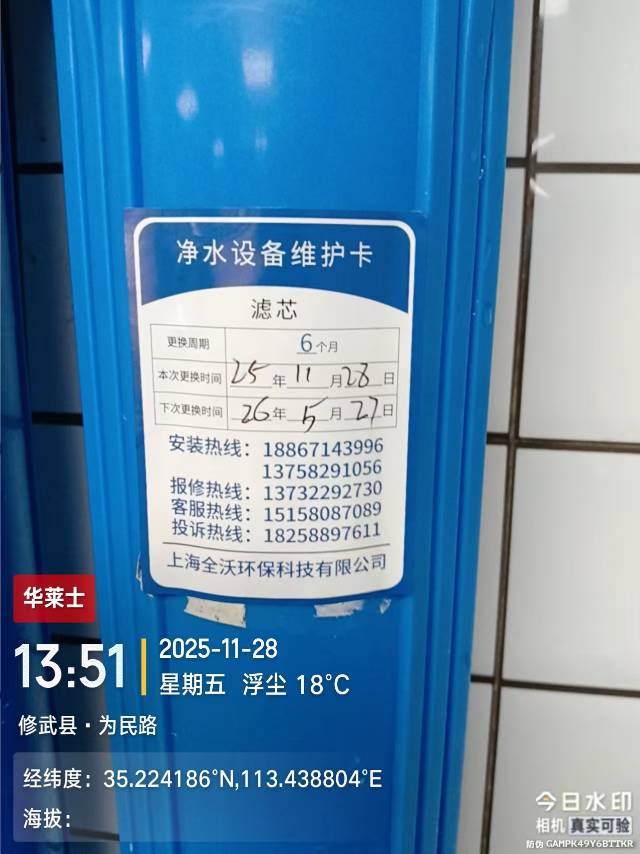 净水设备维护卡
滤芯
更换周期 6个月
本次更换时间 25年11月28日
下次更换时间 26年5月27日
安装热线：18867143996
13758291056
报修热线：13732292730
客服热线：15158087089
投诉热线：18258897611
上海全沃环保科技有限公司
华莱士
13:51
2025-11-28
星期五 浮尘 18°C
修武县·为民路
经纬度：35.224186°N,113.438804°E
海拔：
今日水印
相机 真实可验
防伪 GAMPK49Y6BTTKR